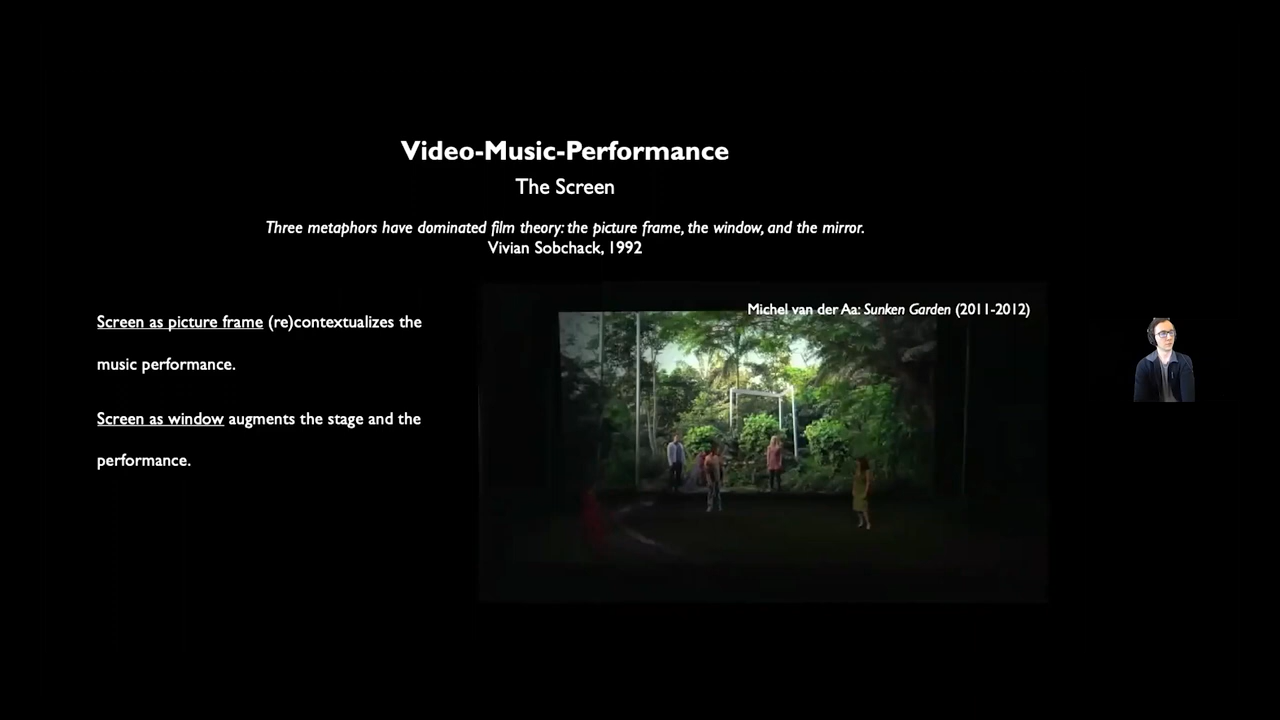 Video-Music-Performance
The Screen
Three metaphors have dominated film theory: the picture frame, the window, and the mirror.
Vivian Sobchack, 1992
Screen as picture frame (re)contextualizes the
music performance.
Screen as window augments the stage and the
performance.
Michel van der Aa: Sunken Garden (2011-2012)